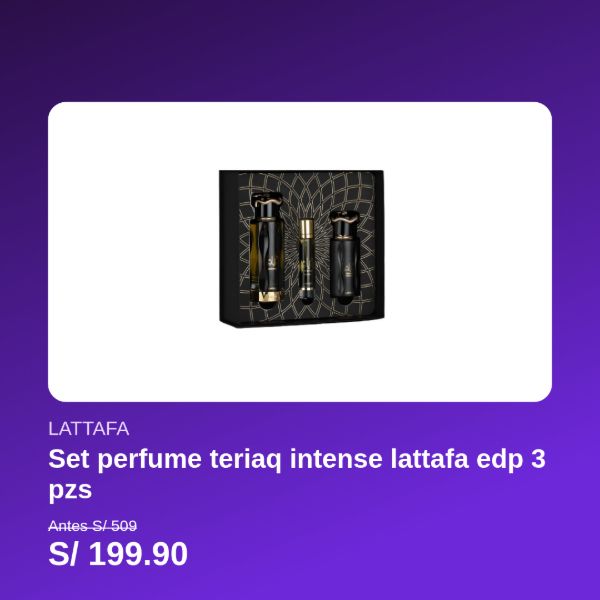 LATTAFA
Set perfume teriaq intense lattafa edp 3
pzs
Antes S/ 509
S/ 199.90